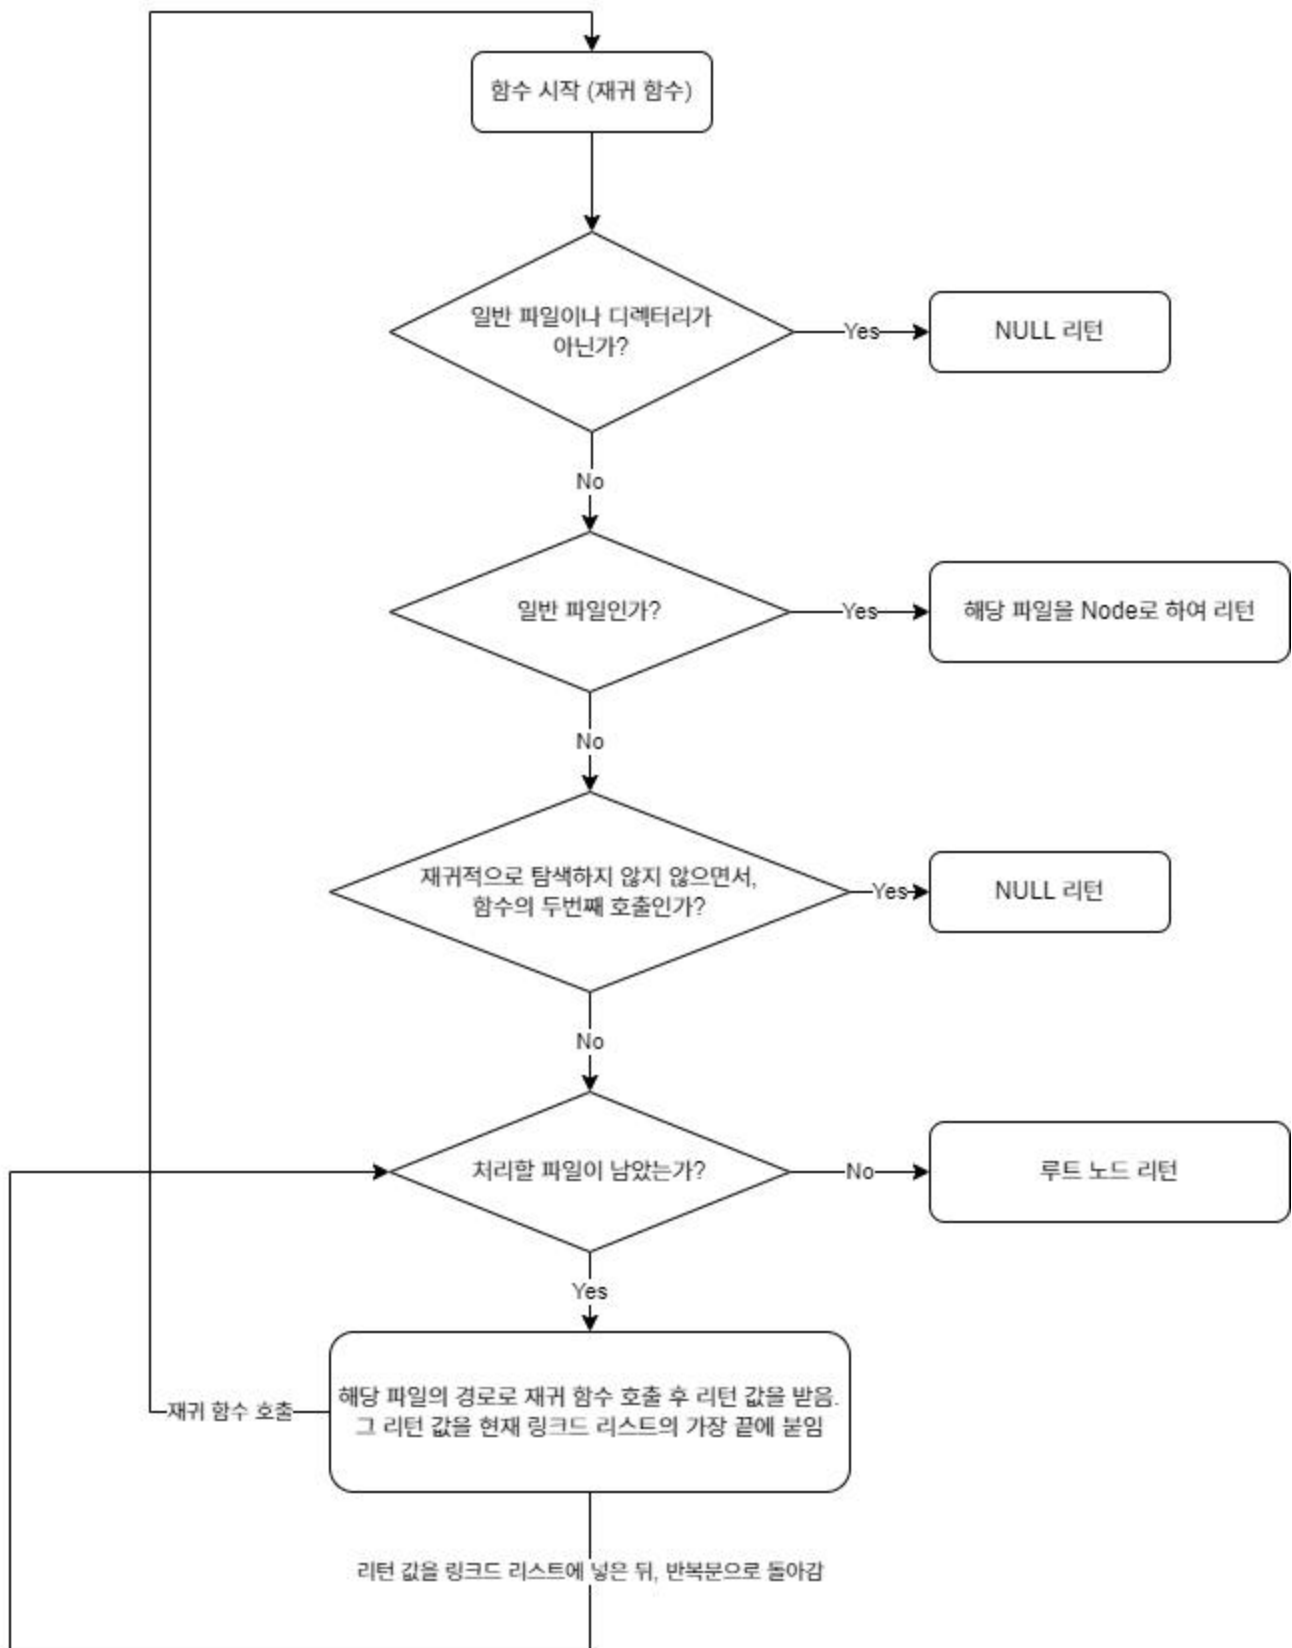 함수 시작 (재귀 함수)
일반 파일이나 디렉터리가
아닌가?
Yes
NULL 리턴
No
일반 파일인가?
Yes
해당 파일을 Node로 하여 리턴
No
재귀적으로 탐색하지 않지 않으면서,
함수의 두번째 호출인가?
Yes
NULL 리턴
No
처리할 파일이 남았는가?
No
루트 노드 리턴
Yes
해당 파일의 경로로 재귀 함수 호출 후 리턴 값을 받음.
그 리턴 값을 현재 링크드 리스트의 가장 끝에 붙임
재귀 함수 호출
리턴 값을 링크드 리스트에 넣은 뒤, 반복문으로 돌아감